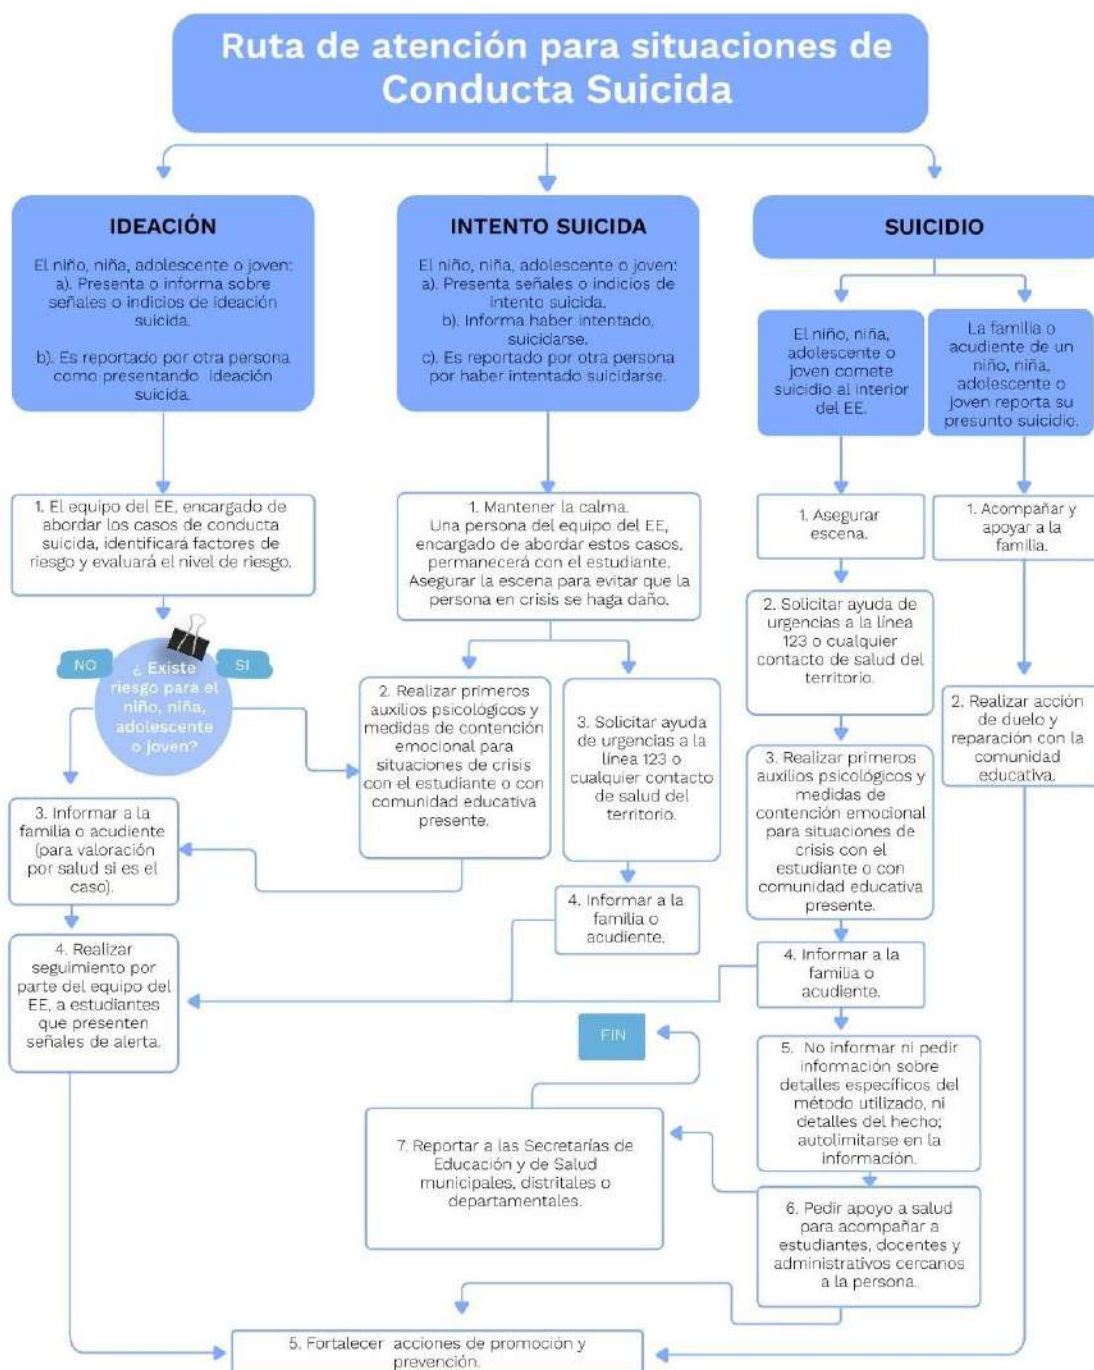 Ruta de atención para situaciones de
Conducta Suicida
IDEACIÓN
El niño, niña, adolescente o joven:
a). Presenta o informa sobre
señales o indicios de ideación
suicida.
b). Es reportado por otra persona
como presentando ideación
suicida.
INTENTO SUICIDA
El niño, niña, adolescente o joven:
a). Presenta señales o indicios de
intento suicida.
b). Informa haber intentado,
suicidarse.
c). Es reportado por otra persona
por haber intentado suicidarse.
SUICIDIO
El niño, niña,
adolescente o
joven comete
suicidio al interior
del EE.
La familia o
acudiente de un
niño, niña,
adolescente o
joven reporta su
presunto suicidio.
1. El equipo del EE, encargado de
abordar los casos de conducta
suicida, identificará factores de
riesgo y evaluará el nivel de riesgo.
1. Mantener la calma.
Una persona del equipo del EE,
encargado de abordar estos casos,
permanecerá con el estudiante.
Asegurar la escena para evitar que la
persona en crisis se haga daño.
1. Asegurar
escena.
1. Acompañar y
apoyar a la
familia.
NO
SI
¿ Existe
riesgo para el
niño, niña,
adolescente
o joven?
2. Realizar primeros
auxilios psicológicos y
medidas de contención
emocional para
situaciones de crisis
con el estudiante o con
comunidad educativa
presente.
3. Solicitar ayuda
de urgencias a la
línea 123 o
cualquier contacto
de salud del
territorio.
2. Solicitar ayuda de
urgencias a la línea
123 o cualquier
contacto de salud del
territorio.
2. Realizar acción
de duelo y
reparación con la
comunidad
educativa.
3. Informar a la
familia o acudiente
(para valoración
por salud si es el
caso).
3. Realizar primeros
auxilios psicológicos y
medidas de
contención emocional
para situaciones de
crisis con el
estudiante o con
comunidad educativa
presente.
4. Informar a la
familia o
acudiente.
4. Realizar
seguimiento por
parte del equipo del
EE, a estudiantes
que presenten
señales de alerta.
4. Informar a la
familia o
acudiente.
FIN
5. No informar ni pedir
información sobre
detalles específicos del
método utilizado, ni
detalles del hecho;
autolimitarse en la
información.
7. Reportar a las Secretarías de
Educación y de Salud
municipales, distritales o
departamentales.
6. Pedir apoyo a salud
para acompañar a
estudiantes, docentes y
administrativos cercanos
a la persona.
5. Fortalecer acciones de promoción y
prevención.